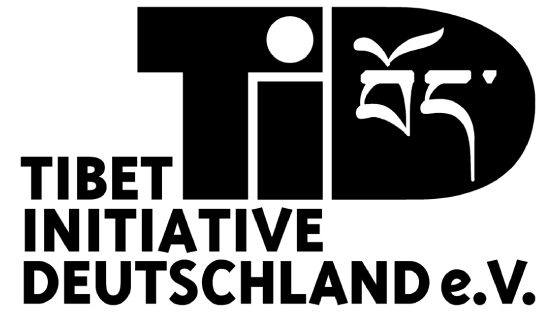 TiD
བོད་
TIBET
INITIATIVE
DEUTSCHLAND e.V.